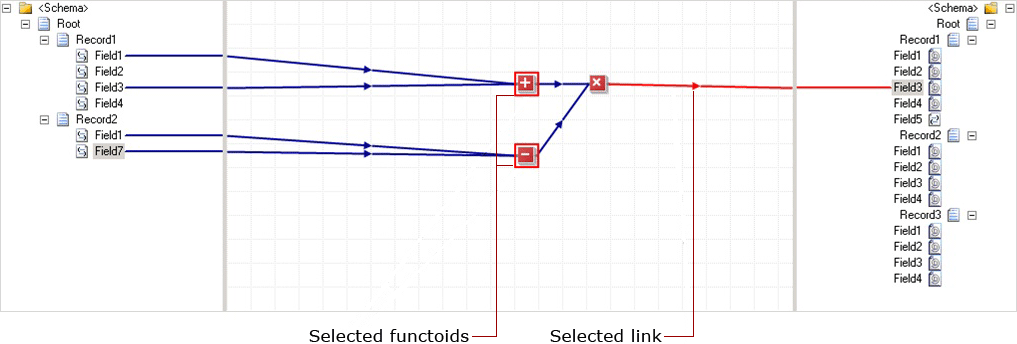 <Schema>
Root
Record1
Field1
Field2
Field3
Field4
Record2
Field1
Field7
<Schema>
Root
Record1
Field1
Field2
Field3
Field4
Field5
Record2
Field1
Field2
Field3
Field4
Record3
Field1
Field2
Field3
Field4
Selected functoids
Selected link